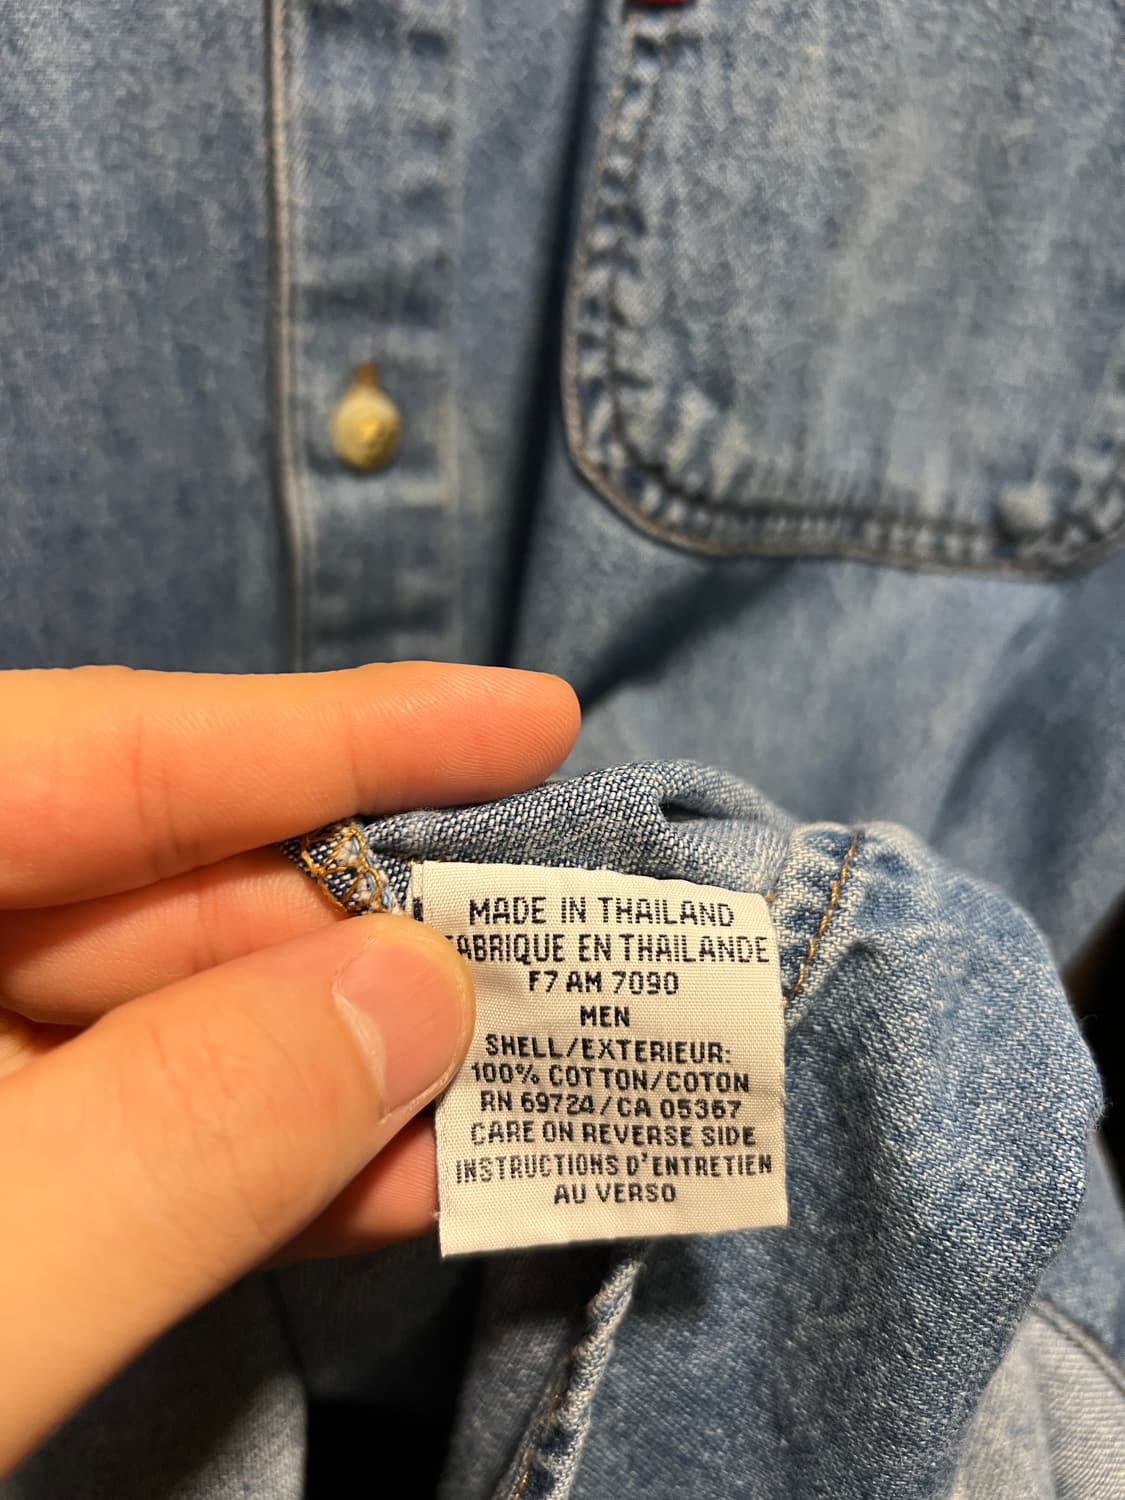 MADE IN THAILAND
FABRIQUE EN THAILANDE
F7 AM 7090
MEN
SHELL/EXTERIEUR:
100% COTTON/COTON
RN 69724/CA 05367
CARE ON REVERSE SIDE
INSTRUCTIONS D'ENTRETIEN
AU VERSO